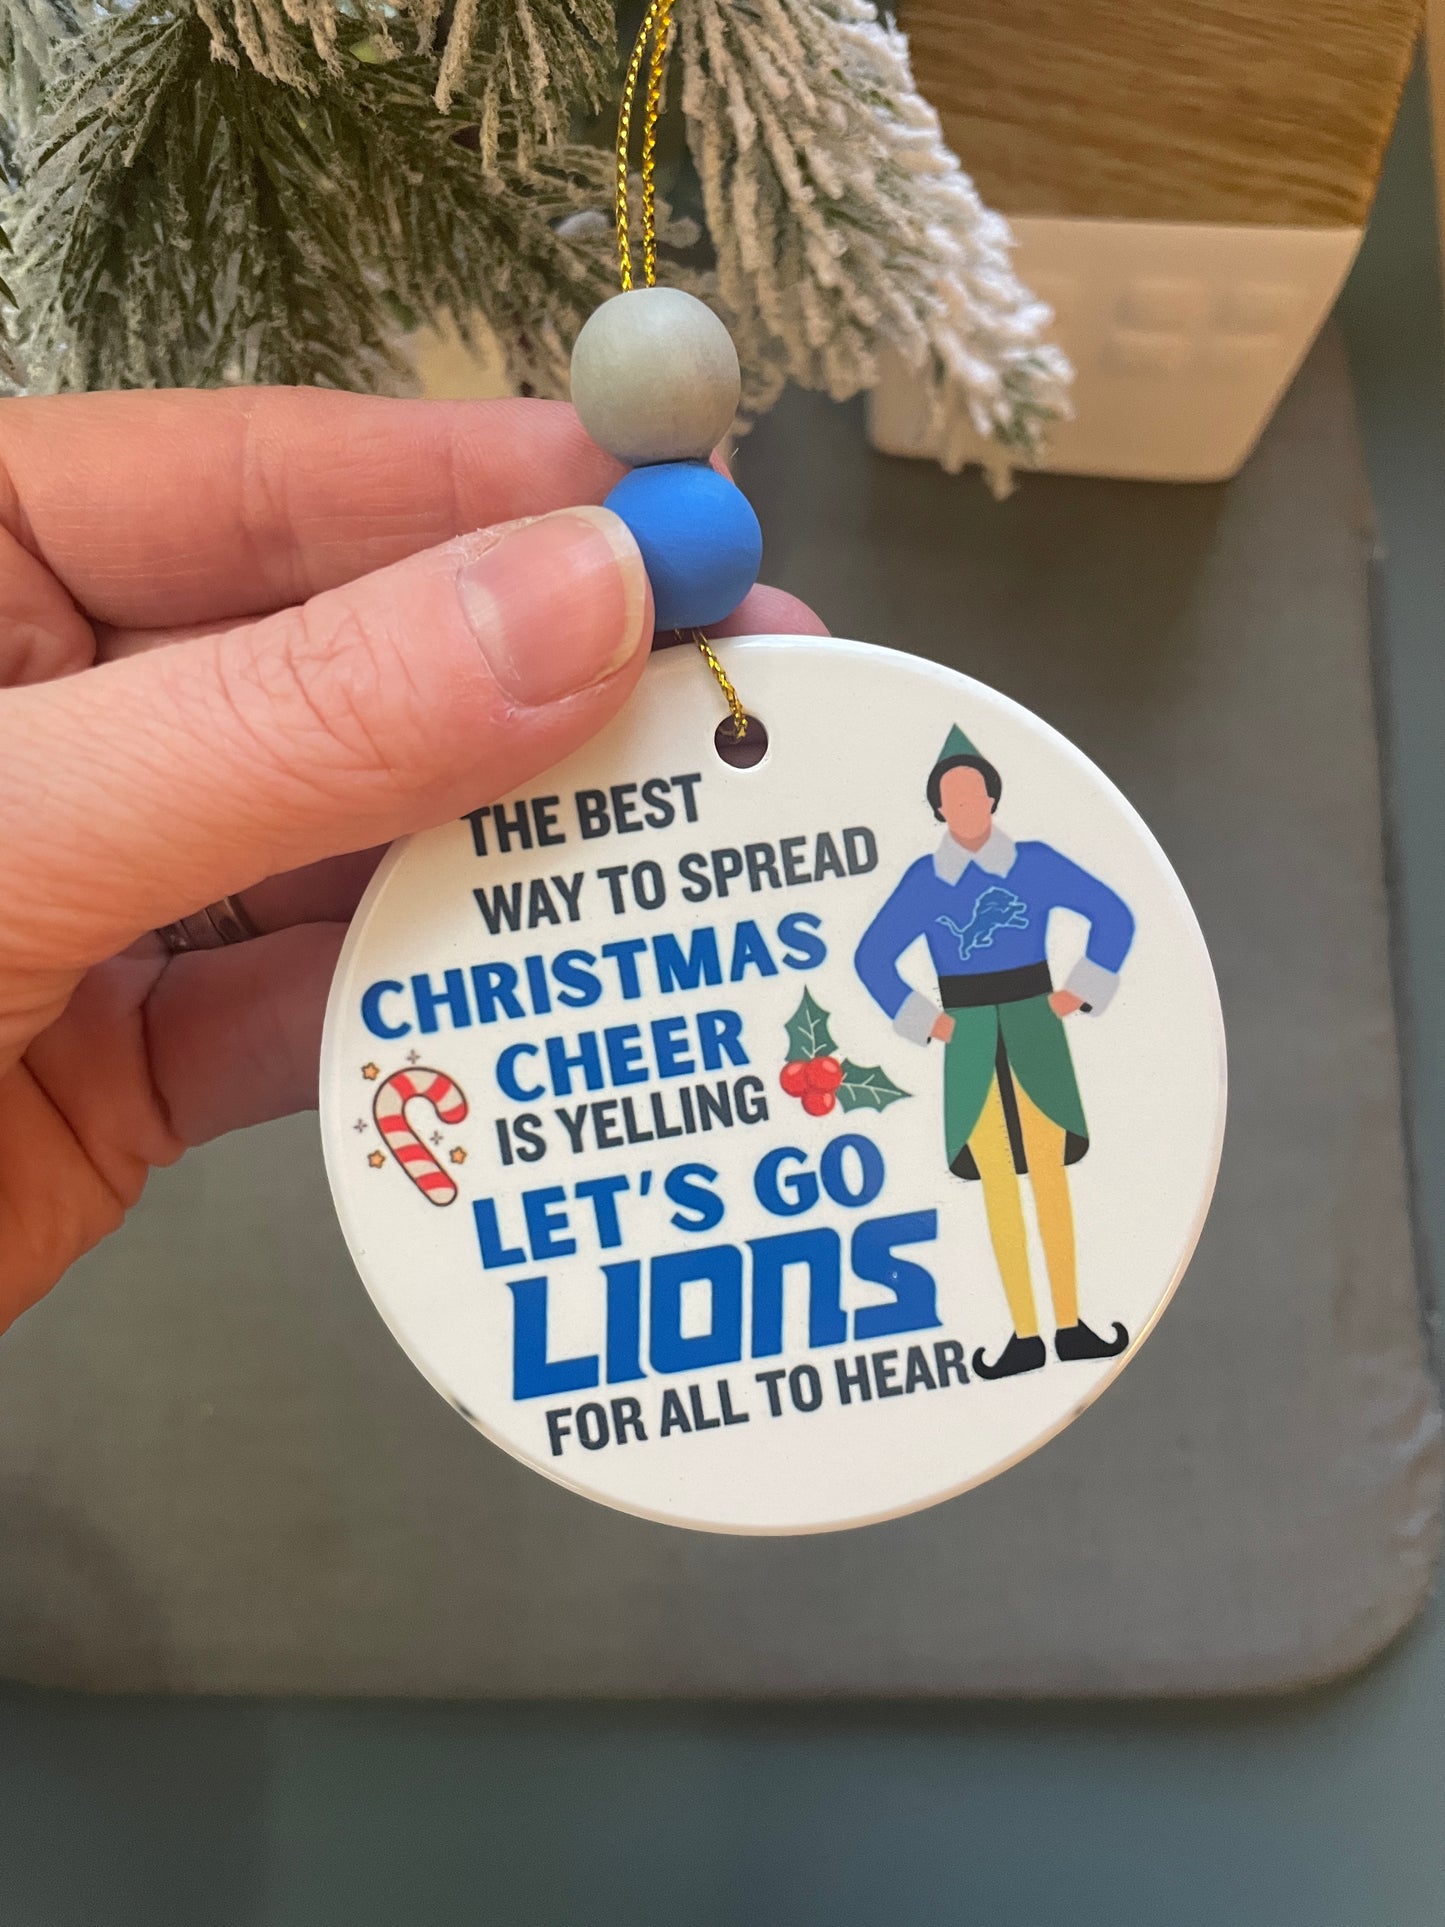 THE BEST
WAY TO SPREAD
CHRISTMAS
CHEER
IS YELLING
LET'S GO
LIONS
FOR ALL TO HEAR